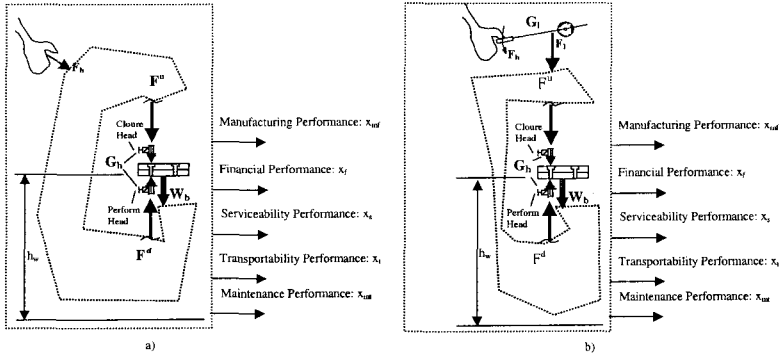 F_h
F^u
Cloure
Head
G_h
W_b
Perform
Head
F^d
h_w
Manufacturing Performance: x_mf
Financial Performance: x_f
Serviceability Performance: x_s
Transportability Performance: x_t
Maintenance Performance: x_mt
a)
G_l
F_h
F_l
F^u
Cloure
Head
G_h
W_b
Perform
Head
F^d
h_w
Manufacturing Performance: x_mf
Financial Performance: x_f
Serviceability Performance: x_s
Transportability Performance: x_t
Maintenance Performance: x_mt
b)